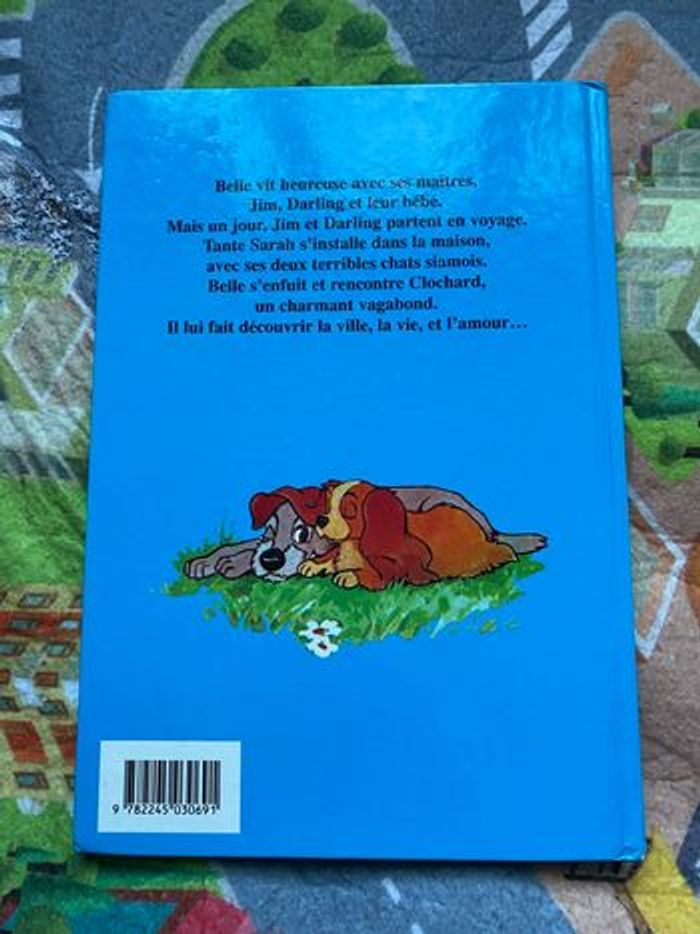 Belle vit heureuse avec ses maîtres,
Jim, Darling et leur bébé.
Mais un jour, Jim et Darling partent en voyage.
Tante Sarah s'installe dans la maison,
avec ses deux terribles chats siamois.
Belle s'enfuit et rencontre Clochard,
un charmant vagabond.
Il lui fait découvrir la ville, la vie, et l'amour...
9 782245 030691